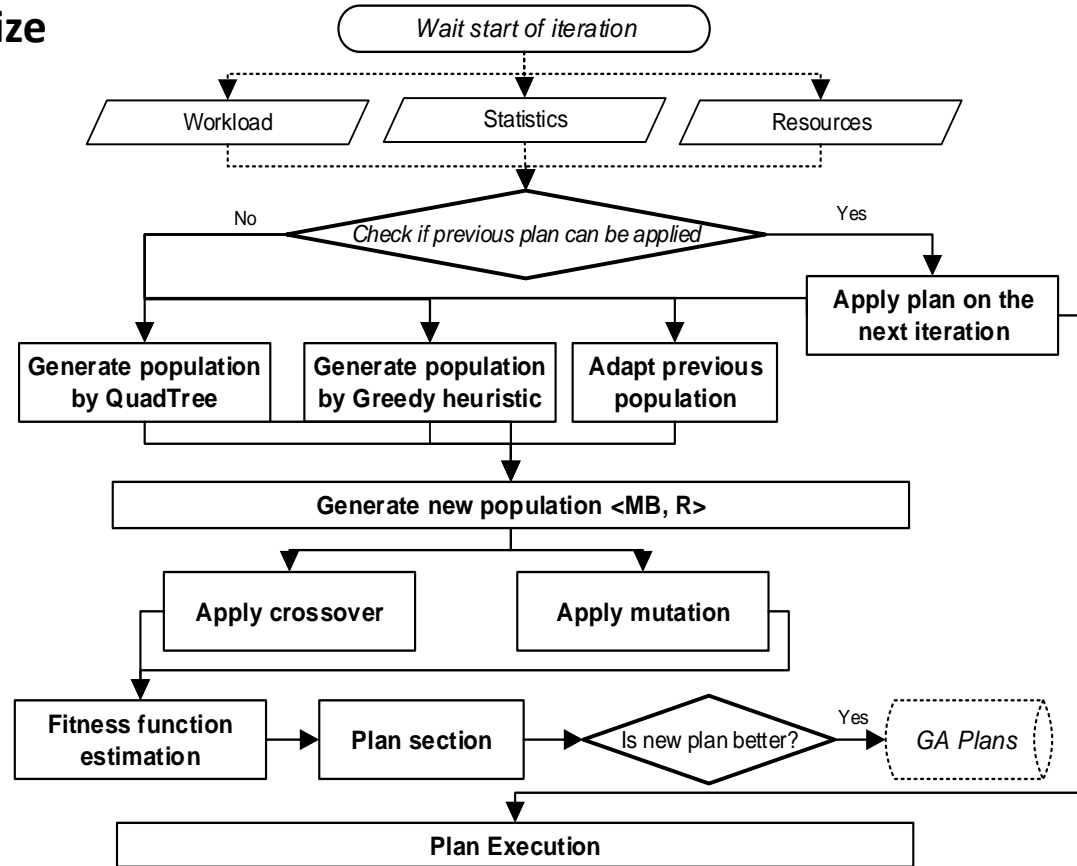 ize
Wait start of iteration
Workload
Statistics
Resources
No
Yes
Check if previous plan can be applied
Apply plan on the
next iteration
Generate population
by QuadTree
Generate population
by Greedy heuristic
Adapt previous
population
Generate new population <MB, R>
Apply crossover
Apply mutation
Fitness function
estimation
Plan section
Is new plan better?
Yes
GA Plans
Plan Execution